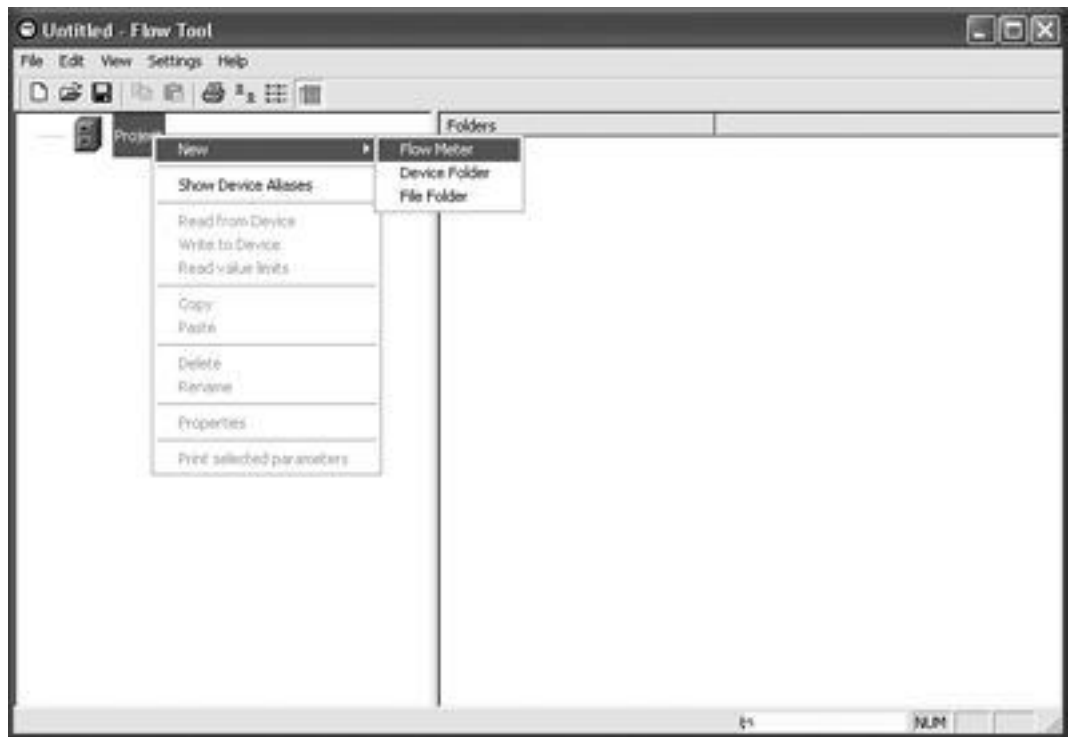 Untitled - Flow Tool
File Edit View Settings Help
Project
Folders
New
Flow Meter
Device Folder
File Folder
Show Device Aliases
Read from Device
Write to Device
Read value limits
Copy
Paste
Delete
Rename
Properties
Print selected parameters
NUM